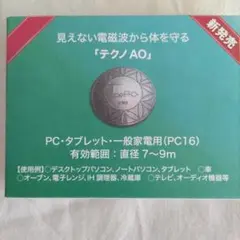 新発売
見えない電磁波から体を守る
『テクノAO』
PC・タブレット・一般家電用(PC16)
有効範囲:直径 7〜9m
【使用例】○デスクトップパソコン、ノートパソコン、タブレット ○車
○オーブン、電子レンジ、IH調理器、冷蔵庫 ○テレビ、オーディオ機器等